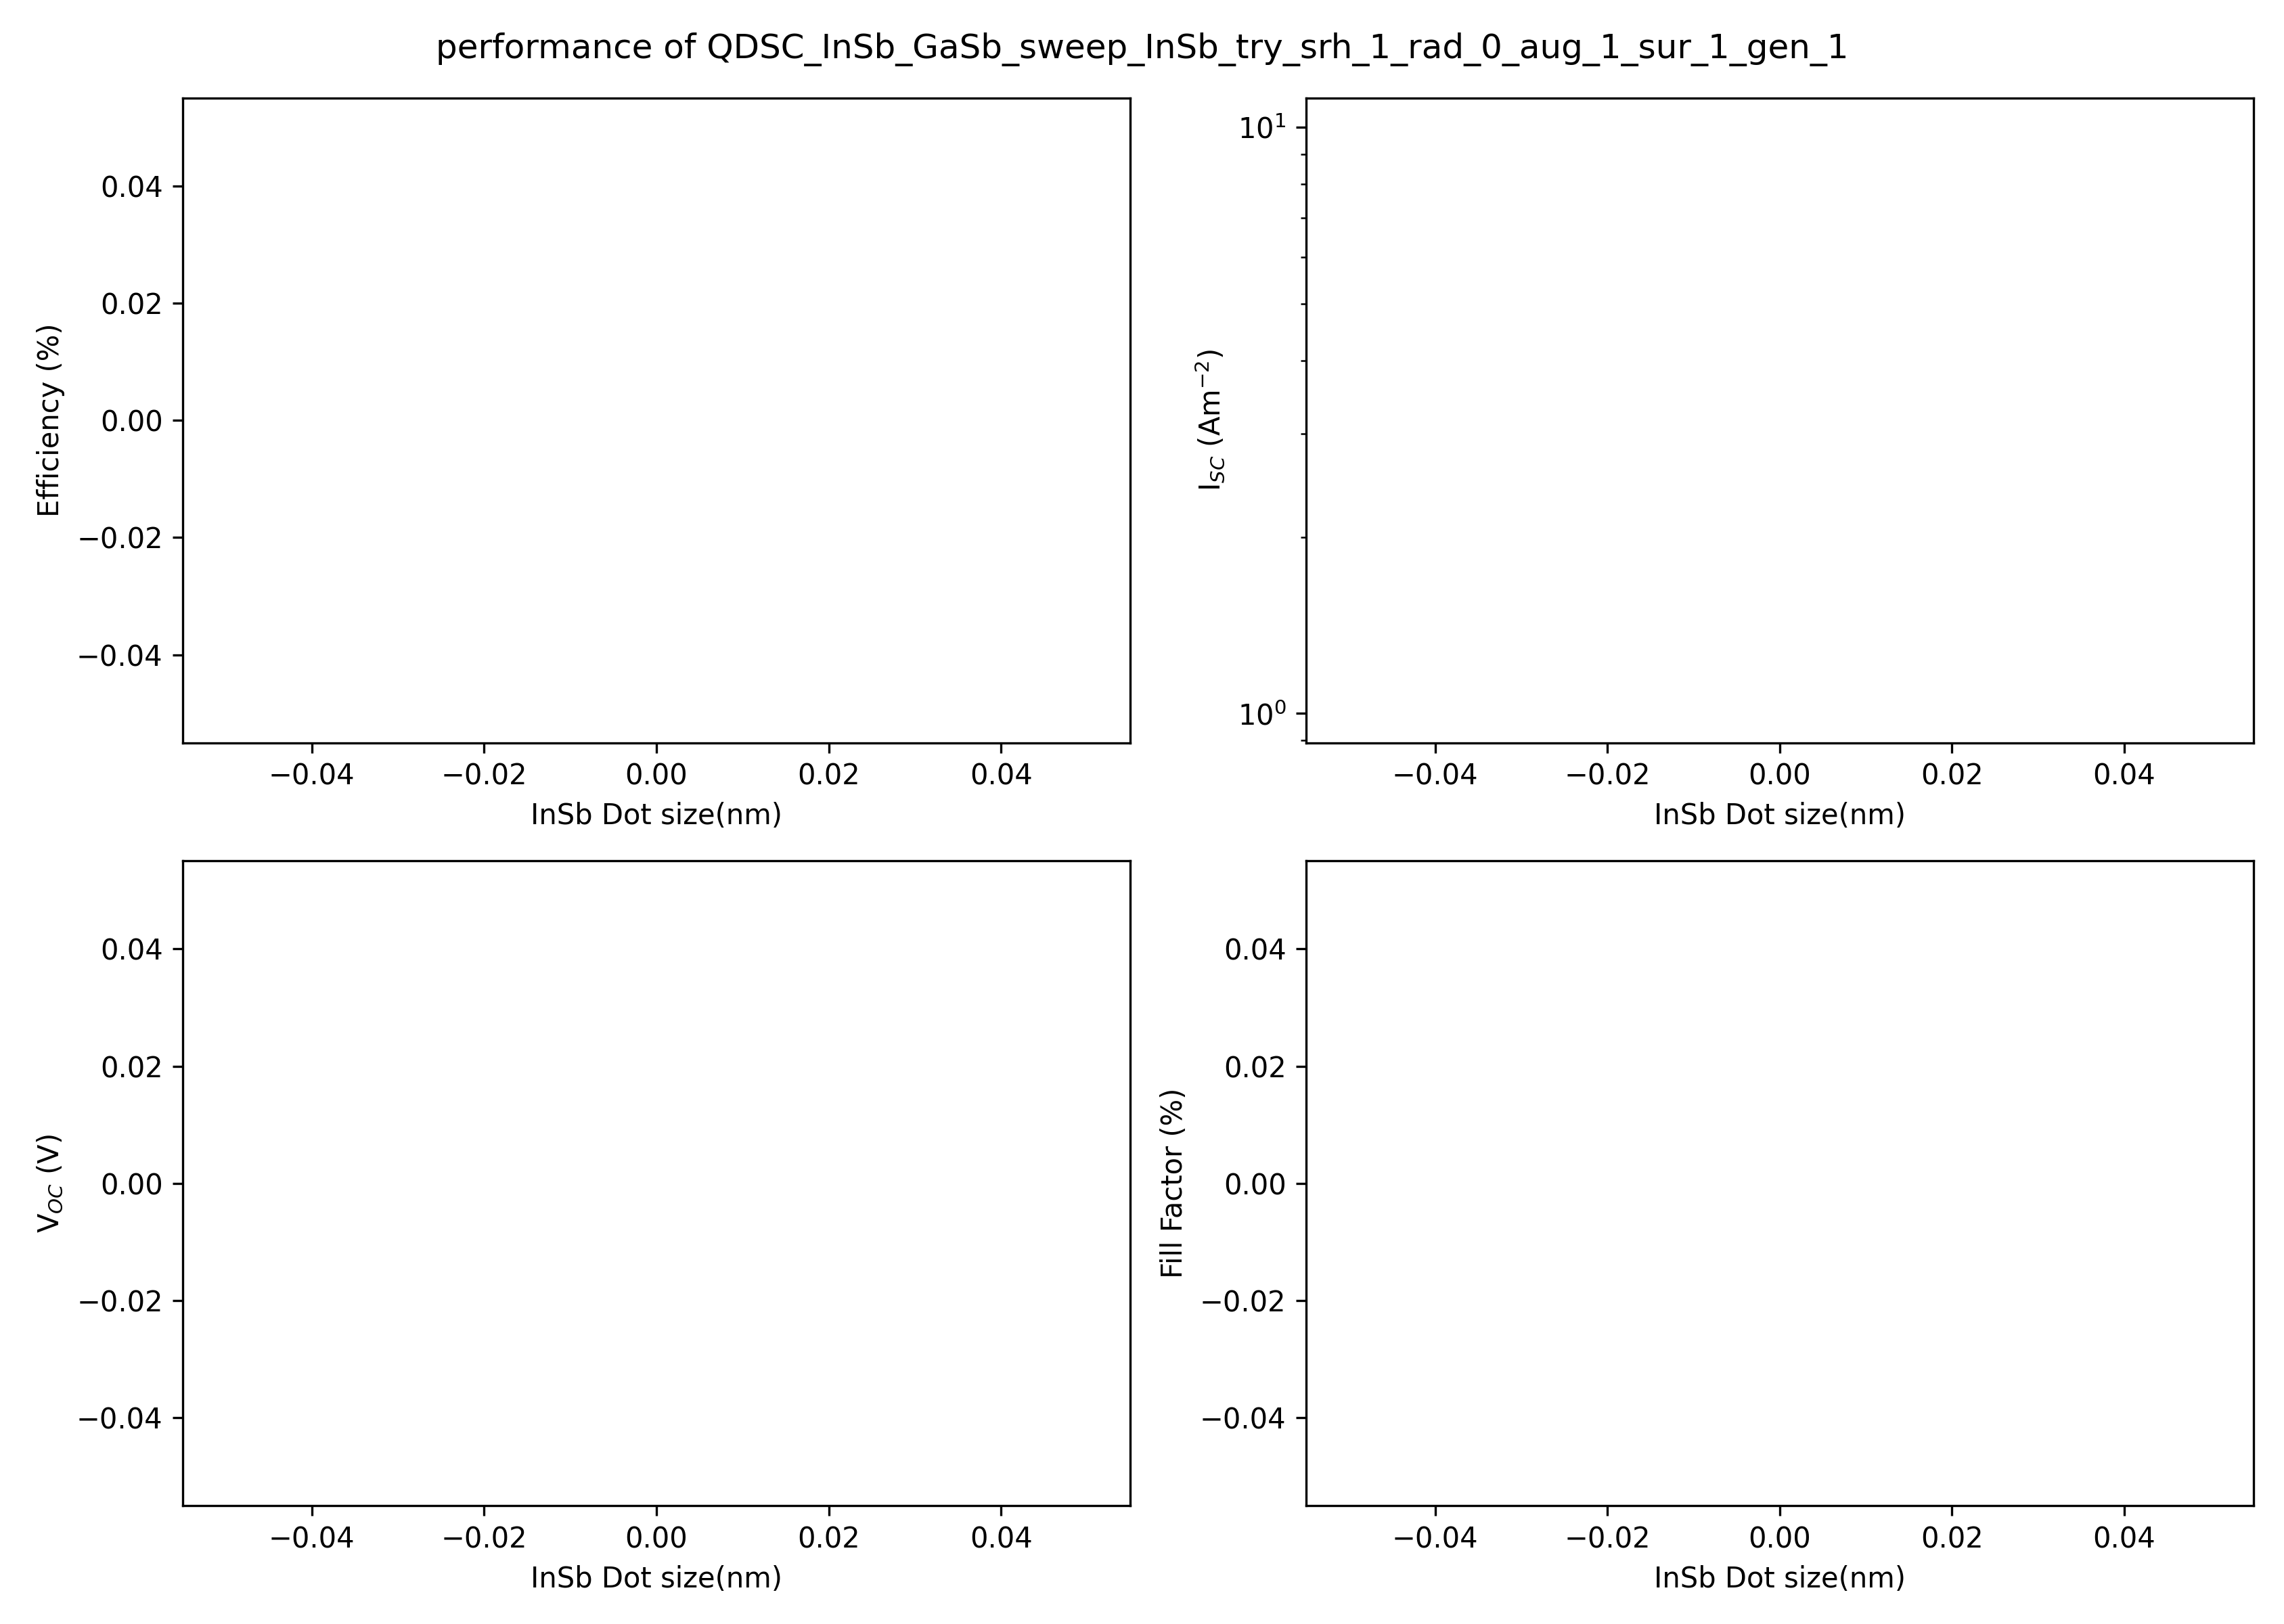 performance of QDSC_InSb_GaSb_sweep_InSb_try_srh_1_rad_0_aug_1_sur_1_gen_1
Efficiency (%)
0.04
0.02
0.00
−0.02
−0.04
−0.04 −0.02 0.00 0.02 0.04
InSb Dot size(nm)
I_SC (Am⁻²)
10¹
10⁰
−0.04 −0.02 0.00 0.02 0.04
InSb Dot size(nm)
V_OC (V)
0.04
0.02
0.00
−0.02
−0.04
−0.04 −0.02 0.00 0.02 0.04
InSb Dot size(nm)
Fill Factor (%)
0.04
0.02
0.00
−0.02
−0.04
−0.04 −0.02 0.00 0.02 0.04
InSb Dot size(nm)